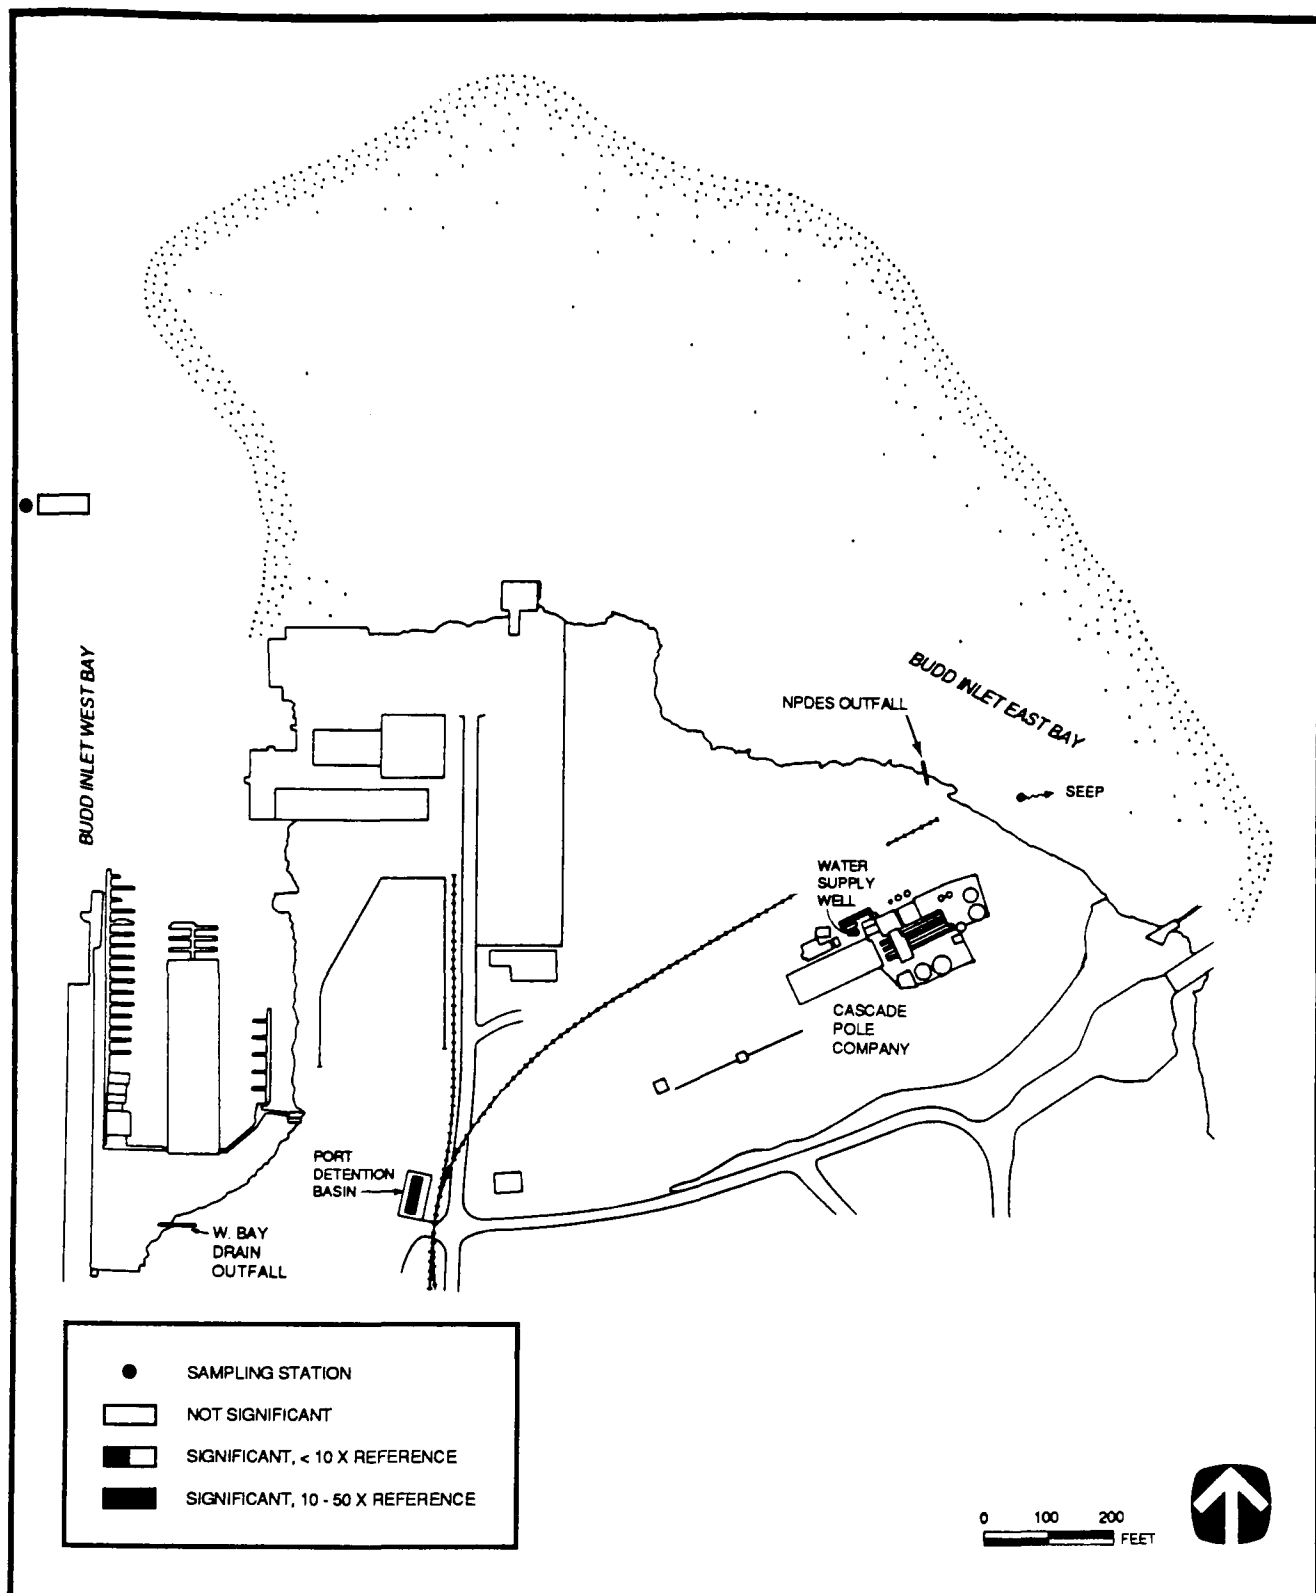 BUDD INLET WEST BAY
BUDD INLET EAST BAY
NPDES OUTFALL
SEEP
WATER
SUPPLY
WELL
CASCADE
POLE
COMPANY
PORT
DETENTION
BASIN
W. BAY
DRAIN
OUTFALL
SAMPLING STATION
NOT SIGNIFICANT
SIGNIFICANT, < 10 X REFERENCE
SIGNIFICANT, 10 - 50 X REFERENCE
0 100 200
FEET